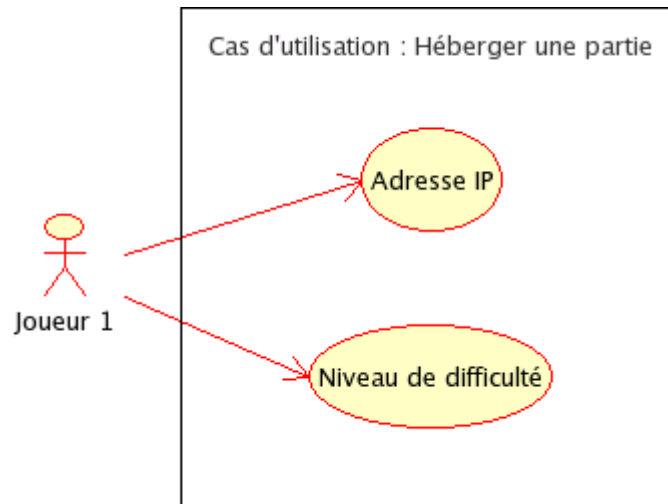 Cas d'utilisation : Héberger une partie
Adresse IP
Joueur 1
Niveau de difficulté